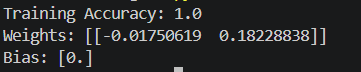 Training Accuracy: 1.0
Weights: [[-0.01750619  0.18228838]]
Bias: [0.]